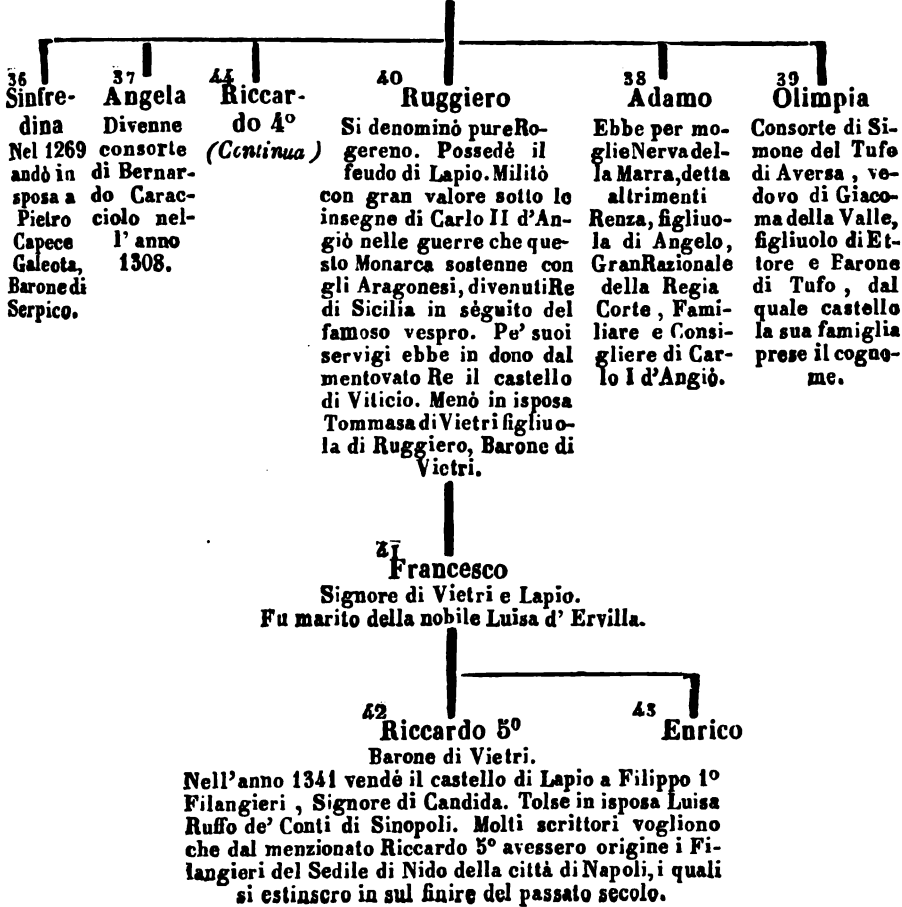 36
Sinfre-
dina
Nel 1269
andò in
sposa a
Pietro
Capece
Galeota,
Barone di
Serpico.
37
Angela
Divenne
consorte
di Bernar-
do Carac-
ciolo nel-
l' anno
1308.
44
Riccar-
do 4º
(Continua)
40
Ruggiero
Si denominò pure Ro-
gereno. Possedè il
feudo di Lapio. Militò
con gran valore sotto le
insegne di Carlo II d'An-
giò nelle guerre che que-
sto Monarca sostenne con
gli Aragonesi, divenuti Re
di Sicilia in sèguito del
famoso vespro. Pe' suoi
servigi ebbe in dono dal
mentovato Re il castello
di Viticio. Menò in isposa
Tommasa di Vietri figliuo-
la di Ruggiero, Barone di
Vietri.
38
Adamo
Ebbe per mo-
glie Nerva del-
la Marra, detta
altrimenti
Renza, figliuo-
la di Angelo,
Gran Razionale
della Regia
Corte, Fami-
liare e Consi-
gliere di Car-
lo I d'Angiò.
39
Olimpia
Consorte di Si-
mone del Tufo
di Aversa, ve-
dovo di Giaco-
ma della Valle,
figliuolo di Et-
tore e Barone
di Tufo, dal
quale castello
la sua famiglia
prese il cogno-
me.
41
Francesco
Signore di Vietri e Lapio.
Fu marito della nobile Luisa d' Ervilla.
42
Riccardo 5º
Barone di Vietri.
Nell'anno 1341 vendè il castello di Lapio a Filippo 1º
Filangieri, Signore di Candida. Tolse in isposa Luisa
Ruffo de' Conti di Sinopoli. Molti scrittori vogliono
che dal menzionato Riccardo 5º avessero origine i Fi-
langieri del Sedile di Nido della città di Napoli, i quali
si estinsero in sul finire del passato secolo.
43
Enrico